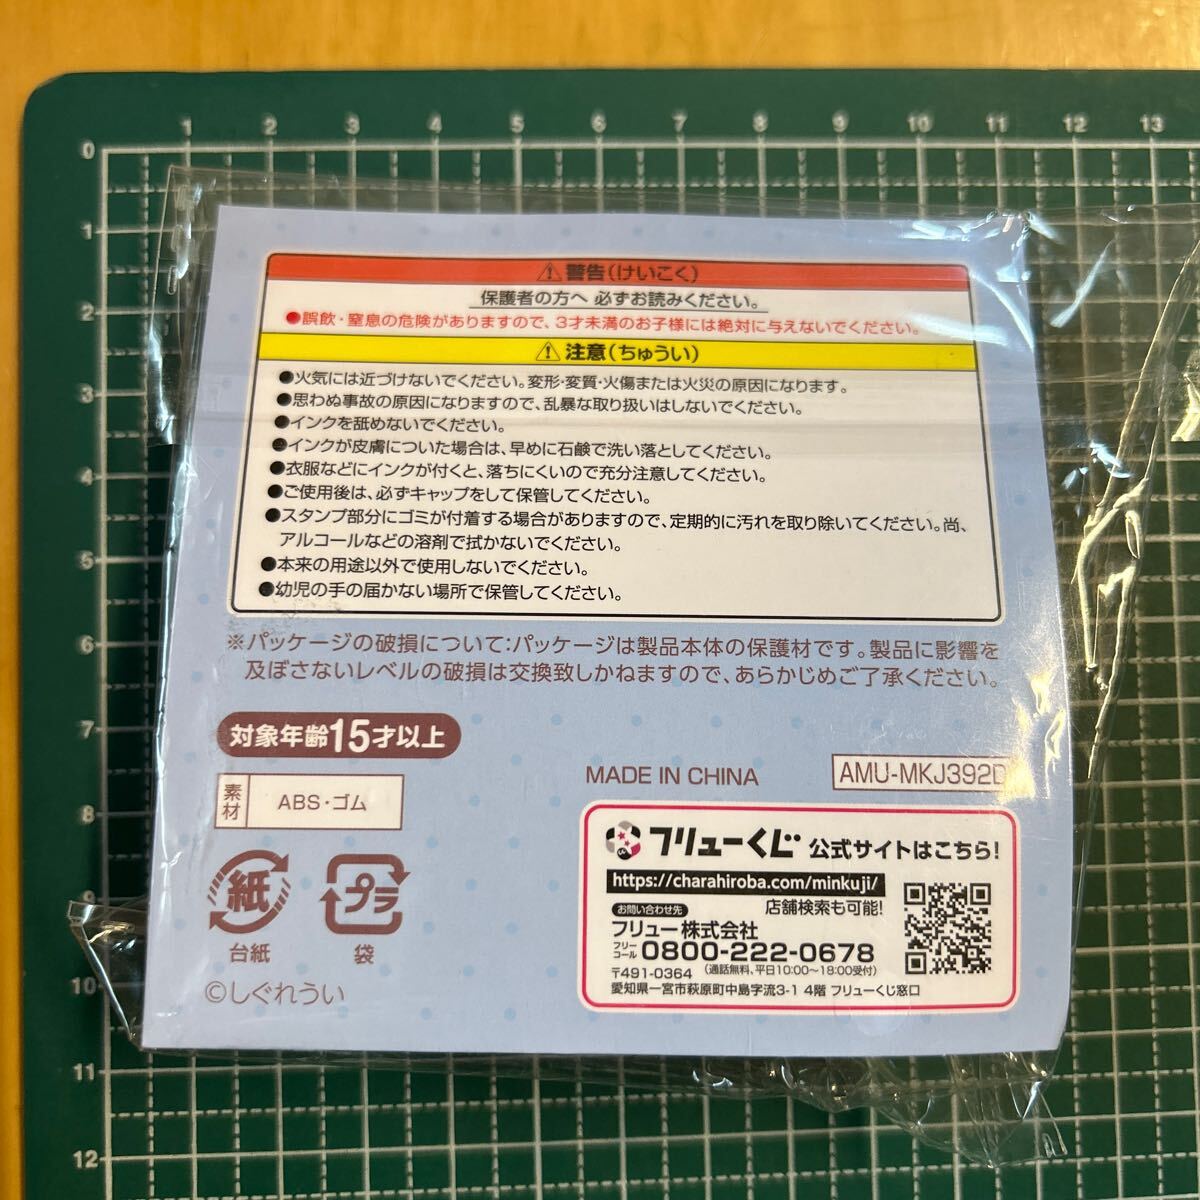 1 2 3 4 5 6 7 8 9 10 11 12 13
0
1
2
3
4
5
6
7
8
9
10
11
12
⚠警告(けいこく)
保護者の方へ 必ずお読みください。
●誤飲・窒息の危険がありますので、3才未満のお子様には絶対に与えないでください。
⚠注意(ちゅうい)
●火気には近づけないでください。変形・変質・火傷または火災の原因になります。
●思わぬ事故の原因になりますので、乱暴な取り扱いはしないでください。
●インクを舐めないでください。
●インクが皮膚についた場合は、早めに石鹸で洗い落としてください。
●衣服などにインクが付くと、落ちにくいので充分注意してください。
●ご使用後は、必ずキャップをして保管してください。
●スタンプ部分にゴミが付着する場合がありますので、定期的に汚れを取り除いてください。尚、
アルコールなどの溶剤で拭かないでください。
●本来の用途以外で使用しないでください。
●幼児の手の届かない場所で保管してください。
※パッケージの破損について:パッケージは製品本体の保護材です。製品に影響を
及ぼさないレベルの破損は交換致しかねますので、あらかじめご了承ください。
対象年齢15才以上
MADE IN CHINA
AMU-MKJ392D
素材
ABS・ゴム
紙
台紙
プラ
袋
©しぐれうい
フリューくじ 公式サイトはこちら!
https://charahiroba.com/minkuji/
店舗検索も可能!
お問い合わせ先
フリュー株式会社
フリーコール 0800-222-0678
〒491-0364 (通話無料、平日10:00〜18:00受付)
愛知県一宮市萩原町中島字流3-1 4階 フリューくじ窓口